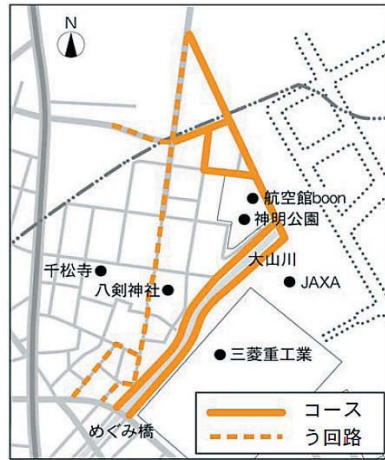 N
航空館boon
神明公園
大山川
千松寺
八剱神社
JAXA
三菱重工業
めぐみ橋
コース
う回路